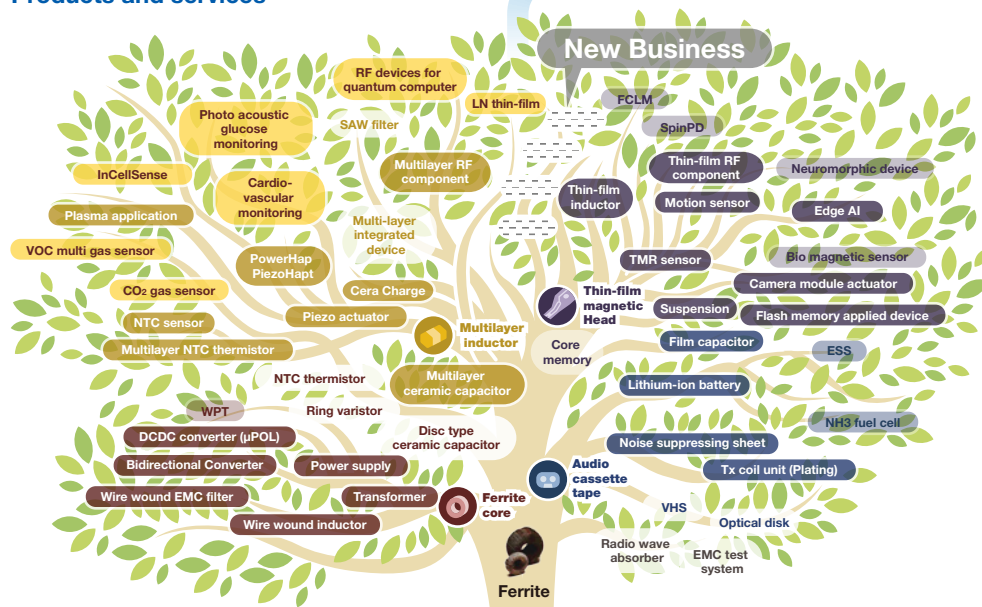 Products and services
New Business
RF devices for
quantum computer
LN thin-film
FCLM
Photo acoustic
glucose
monitoring
SAW filter
SpinPD
Multilayer RF
component
Thin-film RF
component
Neuromorphic device
InCellSense
Cardio-
vascular
monitoring
Thin-film
inductor
Motion sensor
Edge AI
Plasma application
Multi-layer
integrated
device
VOC multi gas sensor
PowerHap
PiezoHapt
TMR sensor
Bio magnetic sensor
CO2 gas sensor
Cera Charge
Camera module actuator
Thin-film
magnetic
Head
Suspension
Flash memory applied device
NTC sensor
Piezo actuator
Multilayer
inductor
Core
memory
Film capacitor
ESS
Multilayer NTC thermistor
NTC thermistor
Multilayer
ceramic capacitor
Lithium-ion battery
WPT
Ring varistor
NH3 fuel cell
DCDC converter (μPOL)
Disc type
ceramic capacitor
Noise suppressing sheet
Bidirectional Converter
Power supply
Audio
cassette
tape
Tx coil unit (Plating)
Wire wound EMC filter
Transformer
Ferrite
core
VHS
Optical disk
Wire wound inductor
Radio wave
absorber
EMC test
system
Ferrite